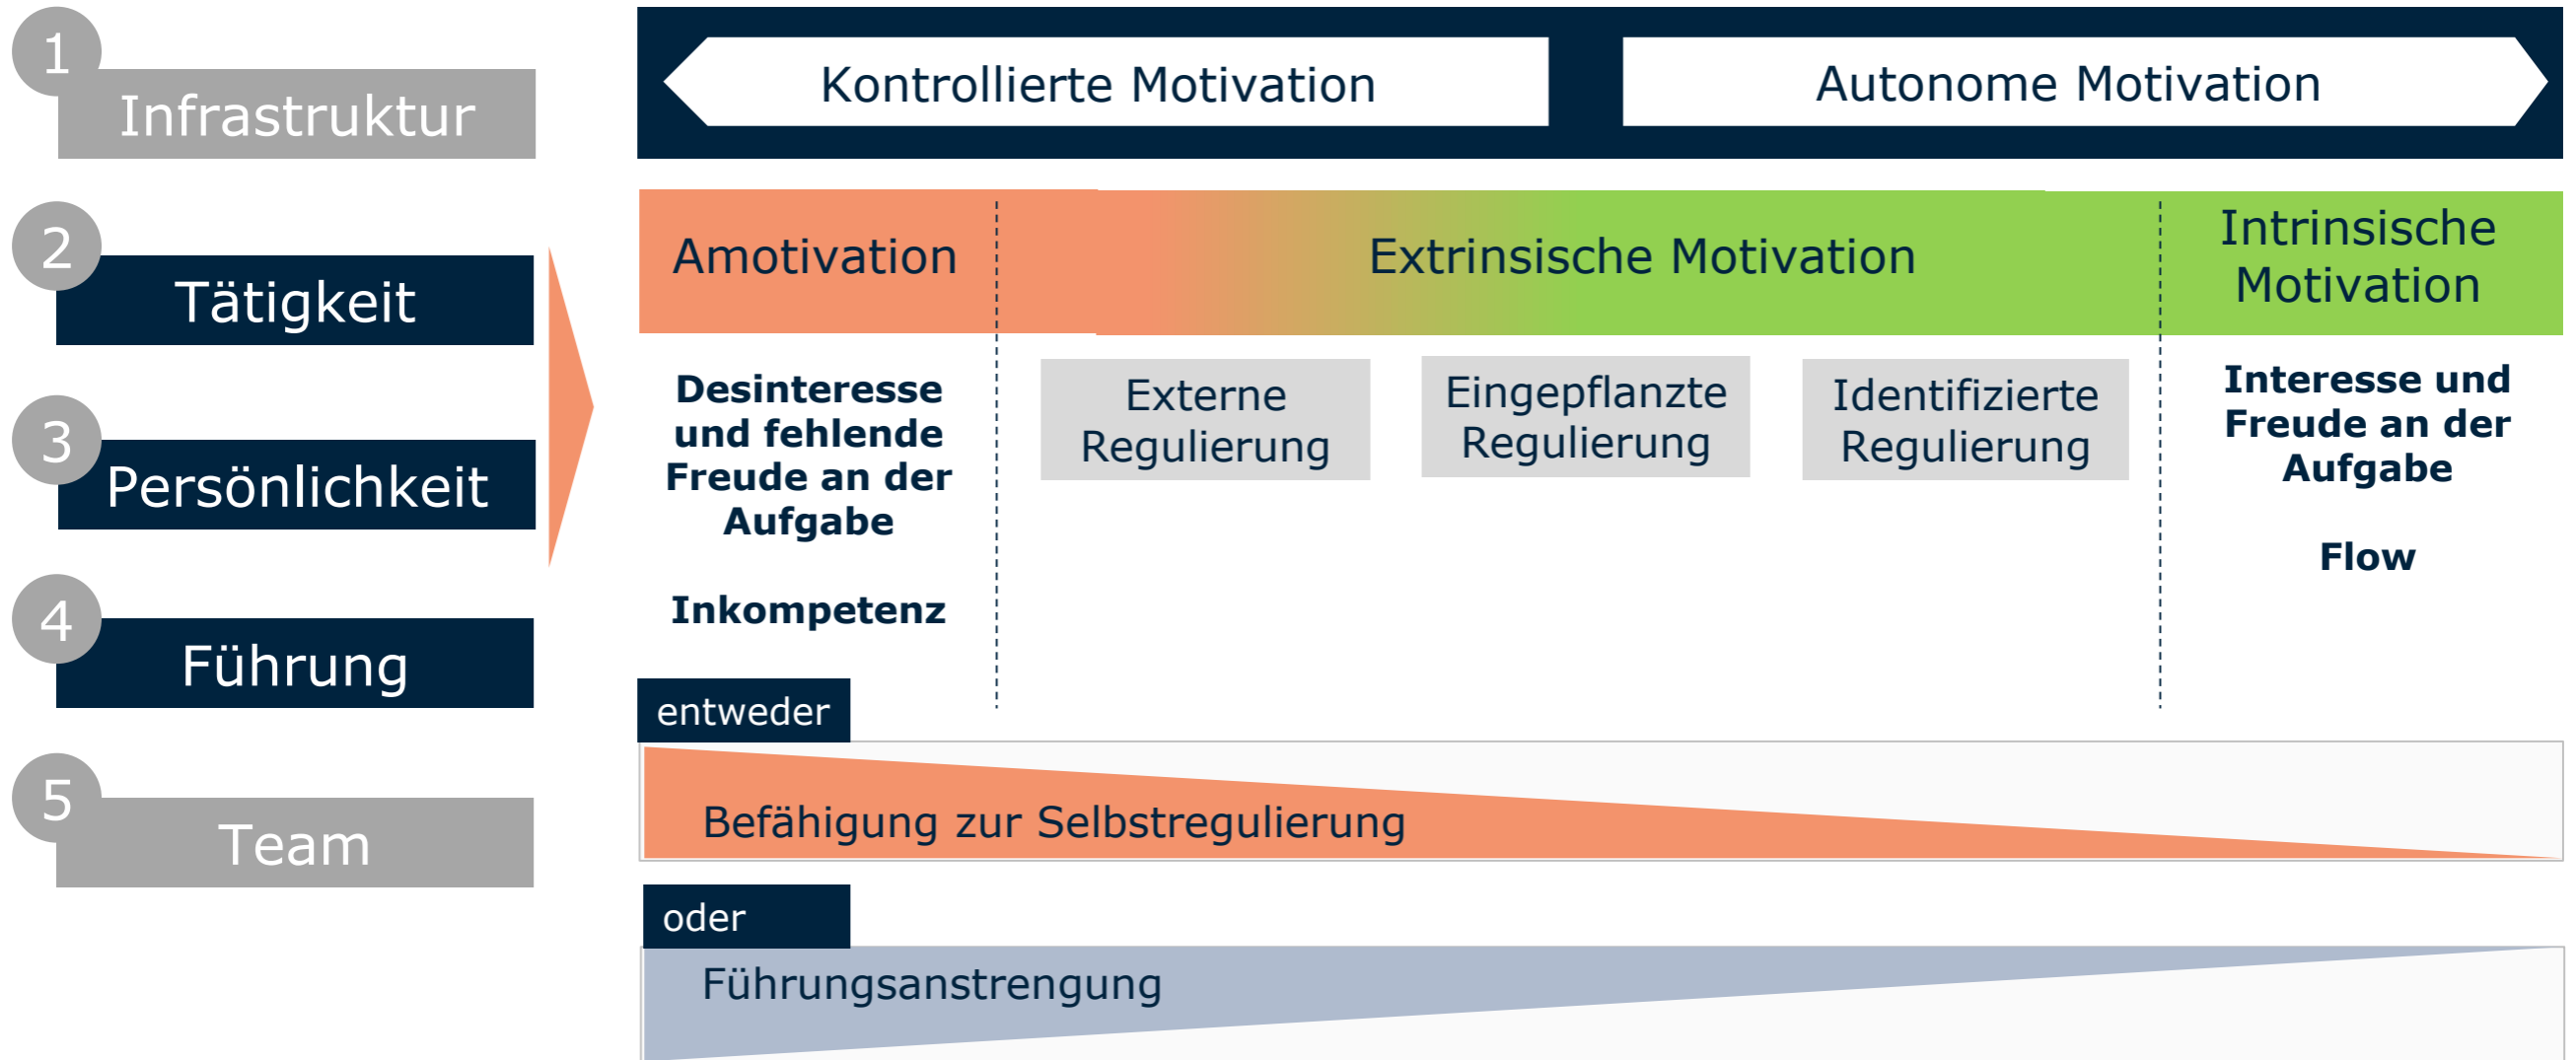 1
Infrastruktur
2
Tätigkeit
3
Persönlichkeit
4
Führung
5
Team
Kontrollierte Motivation
Autonome Motivation
Amotivation
Extrinsische Motivation
Intrinsische
Motivation
Desinteresse
und fehlende
Freude an der
Aufgabe
Inkompetenz
Externe
Regulierung
Eingepflanzte
Regulierung
Identifizierte
Regulierung
Interesse und
Freude an der
Aufgabe
Flow
entweder
Befähigung zur Selbstregulierung
oder
Führungsanstrengung